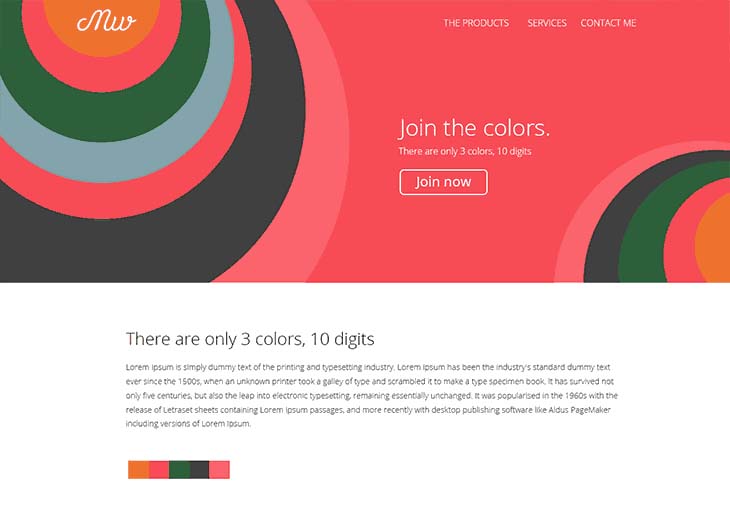 Mw
THE PRODUCTS SERVICES CONTACT ME
Join the colors.
There are only 3 colors, 10 digits
Join now
There are only 3 colors, 10 digits
Lorem Ipsum is simply dummy text of the printing and typesetting industry. Lorem Ipsum has been the industry's standard dummy text
ever since the 1500s, when an unknown printer took a galley of type and scrambled it to make a type specimen book. It has survived not
only five centuries, but also the leap into electronic typesetting, remaining essentially unchanged. It was popularised in the 1960s with the
release of Letraset sheets containing Lorem Ipsum passages, and more recently with desktop publishing software like Aldus PageMaker
including versions of Lorem Ipsum.